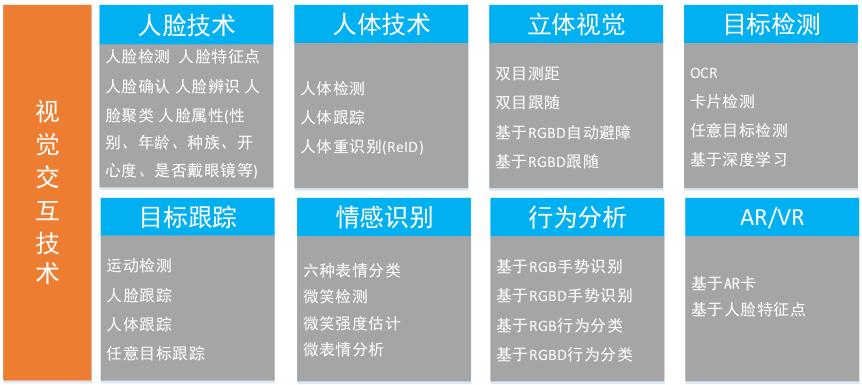 视觉交互技术
人脸技术
人脸检测 人脸特征点
人脸确认 人脸辨识 人
脸聚类 人脸属性(性
别、年龄、种族、开
心度、是否戴眼镜等)
人体技术
人体检测
人体跟踪
人体重识别(ReID)
立体视觉
双目测距
双目跟随
基于RGBD自动避障
基于RGBD跟随
目标检测
OCR
卡片检测
任意目标检测
基于深度学习
目标跟踪
运动检测
人脸跟踪
人体跟踪
任意目标跟踪
情感识别
六种表情分类
微笑检测
微笑强度估计
微表情分析
行为分析
基于RGB手势识别
基于RGBD手势识别
基于RGB行为分类
基于RGBD行为分类
AR/VR
基于AR卡
基于人脸特征点